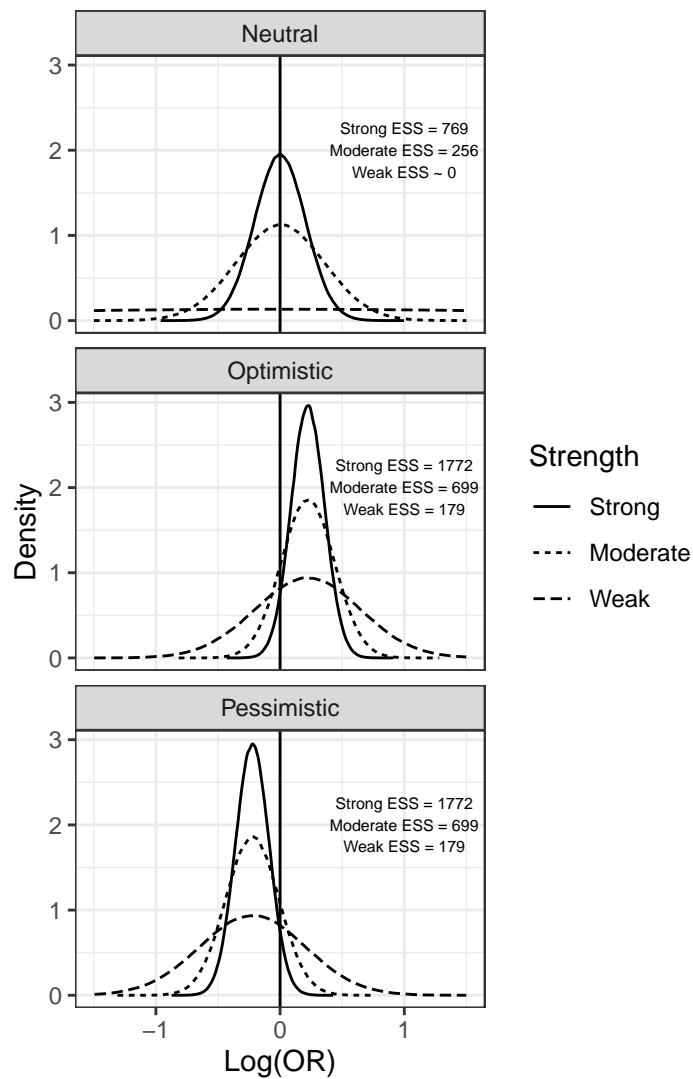 Neutral
3
2
1
0
Strong ESS = 769
Moderate ESS = 256
Weak ESS ~ 0
Optimistic
3
2
1
0
Strong ESS = 1772
Moderate ESS = 699
Weak ESS = 179
Density
Strength
Strong
Moderate
Weak
Pessimistic
3
2
1
0
Strong ESS = 1772
Moderate ESS = 699
Weak ESS = 179
−1 0 1
Log(OR)